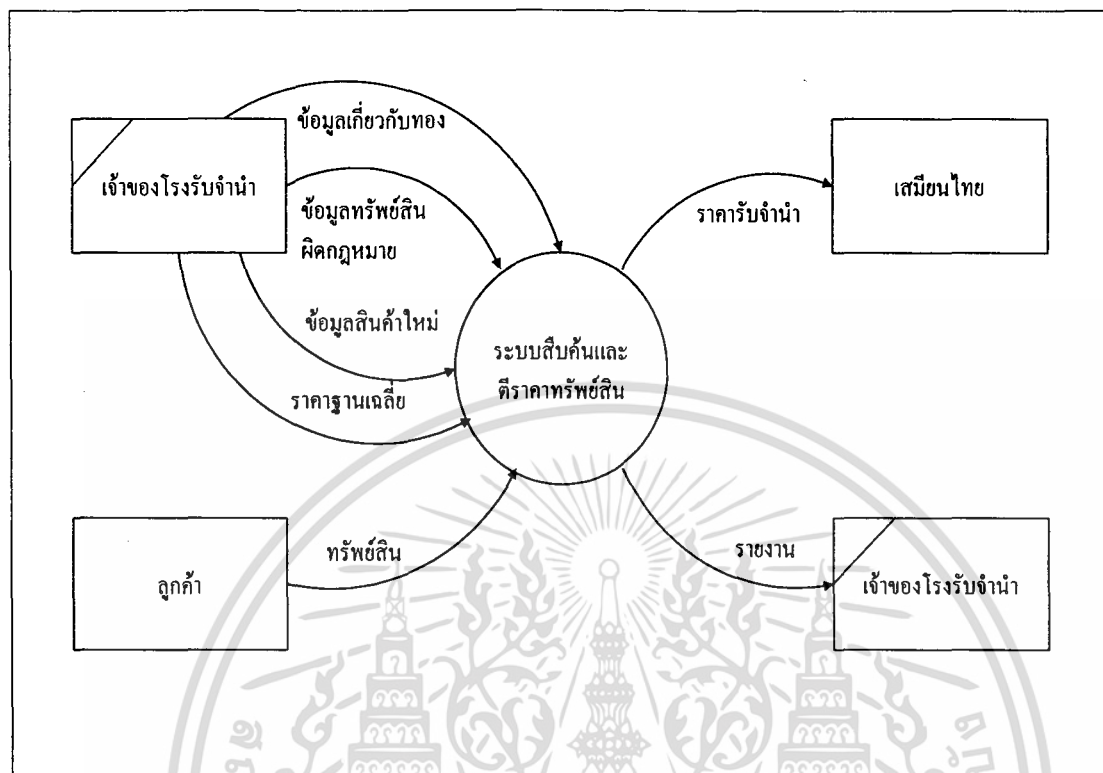 ข้อมูลเกี่ยวกับทอง
เจ้าของโรงรับจำนำ
ข้อมูลทรัพย์สิน
ผิดกฎหมาย
ข้อมูลสินค้าใหม่
ราคาฐานเฉลี่ย
ระบบสืบค้นและ
ตีราคาทรัพย์สิน
ราคารับจำนำ
เสมียนไทย
ลูกค้า
ทรัพย์สิน
รายงาน
เจ้าของโรงรับจำนำ